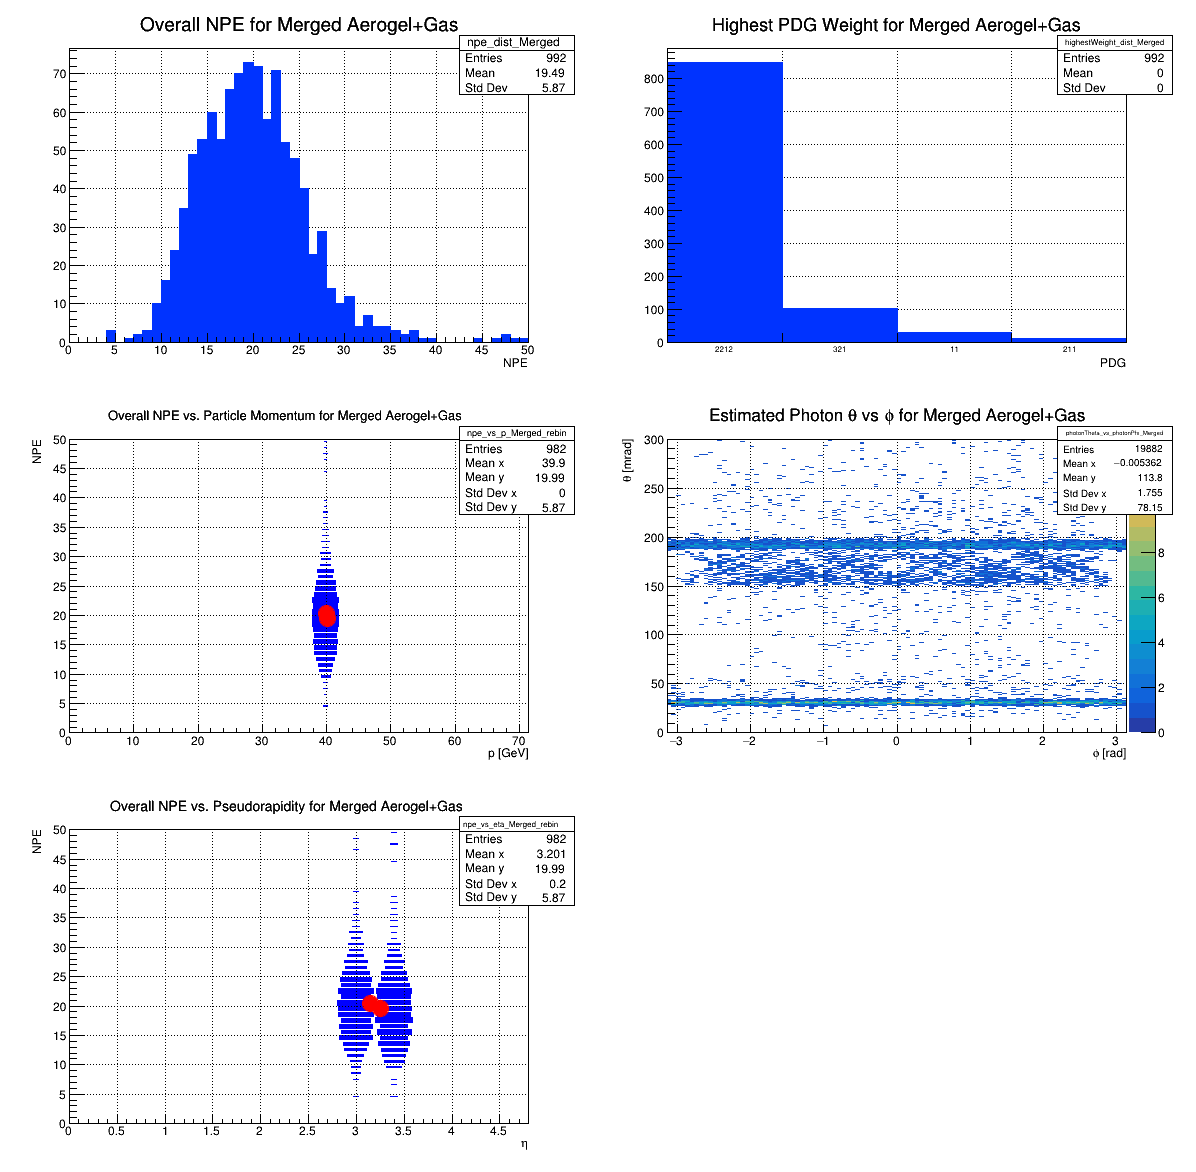 Overall NPE for Merged Aerogel+Gas
npe_dist_Merged
Entries 992
Mean 19.49
Std Dev 5.87
70
60
50
40
30
20
10
0
0 5 10 15 20 25 30 35 40 45 50
NPE
Highest PDG Weight for Merged Aerogel+Gas
highestWeight_dist_Merged
Entries 992
Mean 0
Std Dev 0
800
700
600
500
400
300
200
100
0
2212 321 11 211
PDG
Overall NPE vs. Particle Momentum for Merged Aerogel+Gas
npe_vs_p_Merged_rebin
Entries 982
Mean x 39.9
Mean y 19.99
Std Dev x 0
Std Dev y 5.87
NPE
50
45
40
35
30
25
20
15
10
5
0
0 10 20 30 40 50 60 70
p [GeV]
Estimated Photon θ vs ϕ for Merged Aerogel+Gas
photonTheta_vs_photonPhi_Merged
Entries 19882
Mean x −0.005362
Mean y 113.8
Std Dev x 1.755
Std Dev y 78.15
θ [mrad]
300
250
200
150
100
50
0
−3 −2 −1 0 1 2 3
ϕ [rad]
8
6
4
2
0
Overall NPE vs. Pseudorapidity for Merged Aerogel+Gas
npe_vs_eta_Merged_rebin
Entries 982
Mean x 3.201
Mean y 19.99
Std Dev x 0.2
Std Dev y 5.87
NPE
50
45
40
35
30
25
20
15
10
5
0
0 0.5 1 1.5 2 2.5 3 3.5 4 4.5
η